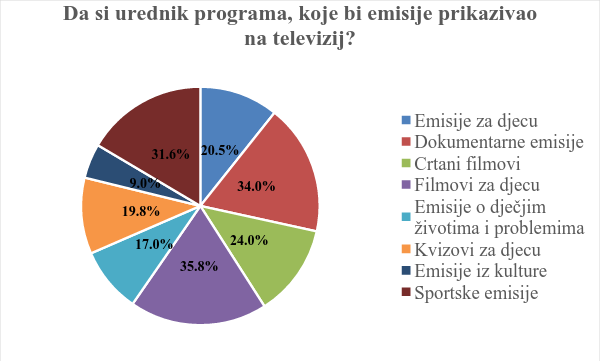 Da si urednik programa, koje bi emisije prikazivao
na televizij?
20.5%
34.0%
24.0%
35.8%
17.0%
19.8%
9.0%
31.6%
Emisije za djecu
Dokumentarne emisije
Crtani filmovi
Filmovi za djecu
Emisije o dječjim
životima i problemima
Kvizovi za djecu
Emisije iz kulture
Sportske emisije